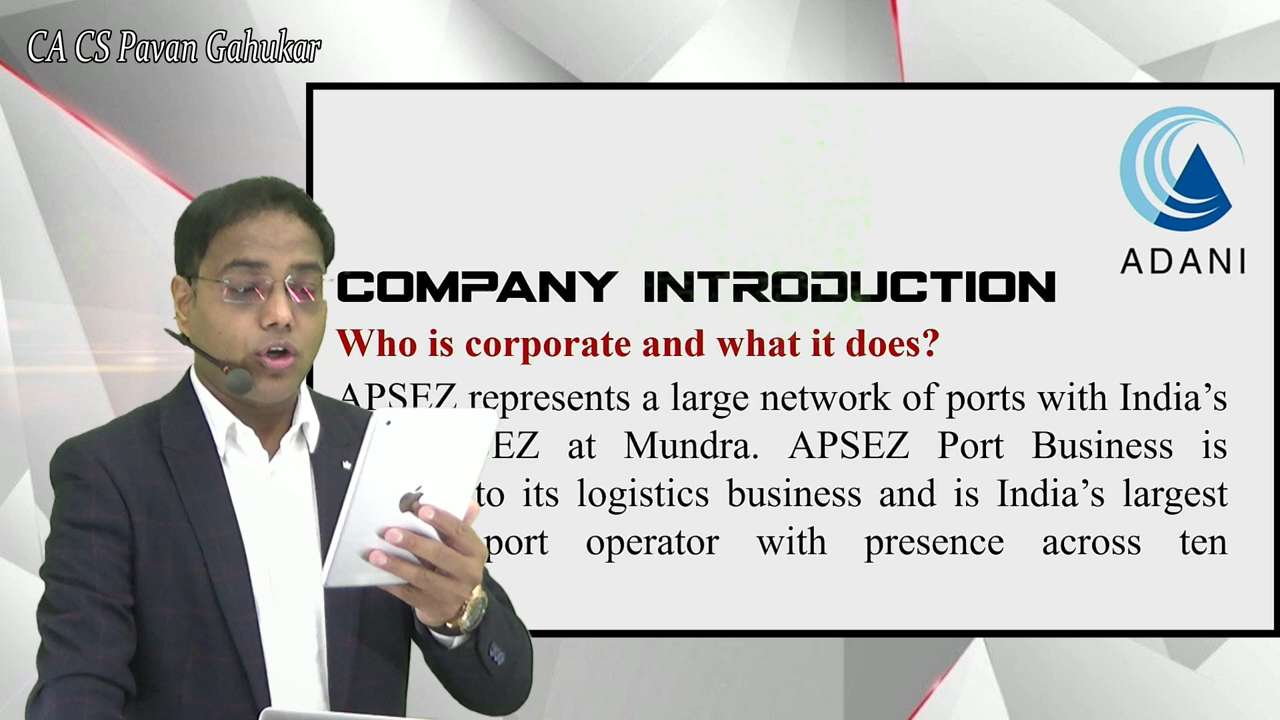 CA CS Pavan Gahukar
ADANI
COMPANY INTRODUCTION
Who is corporate and what it does?
APSEZ represents a large network of ports with India's
EZ at Mundra. APSEZ Port Business is
to its logistics business and is India's largest
port operator with presence across ten